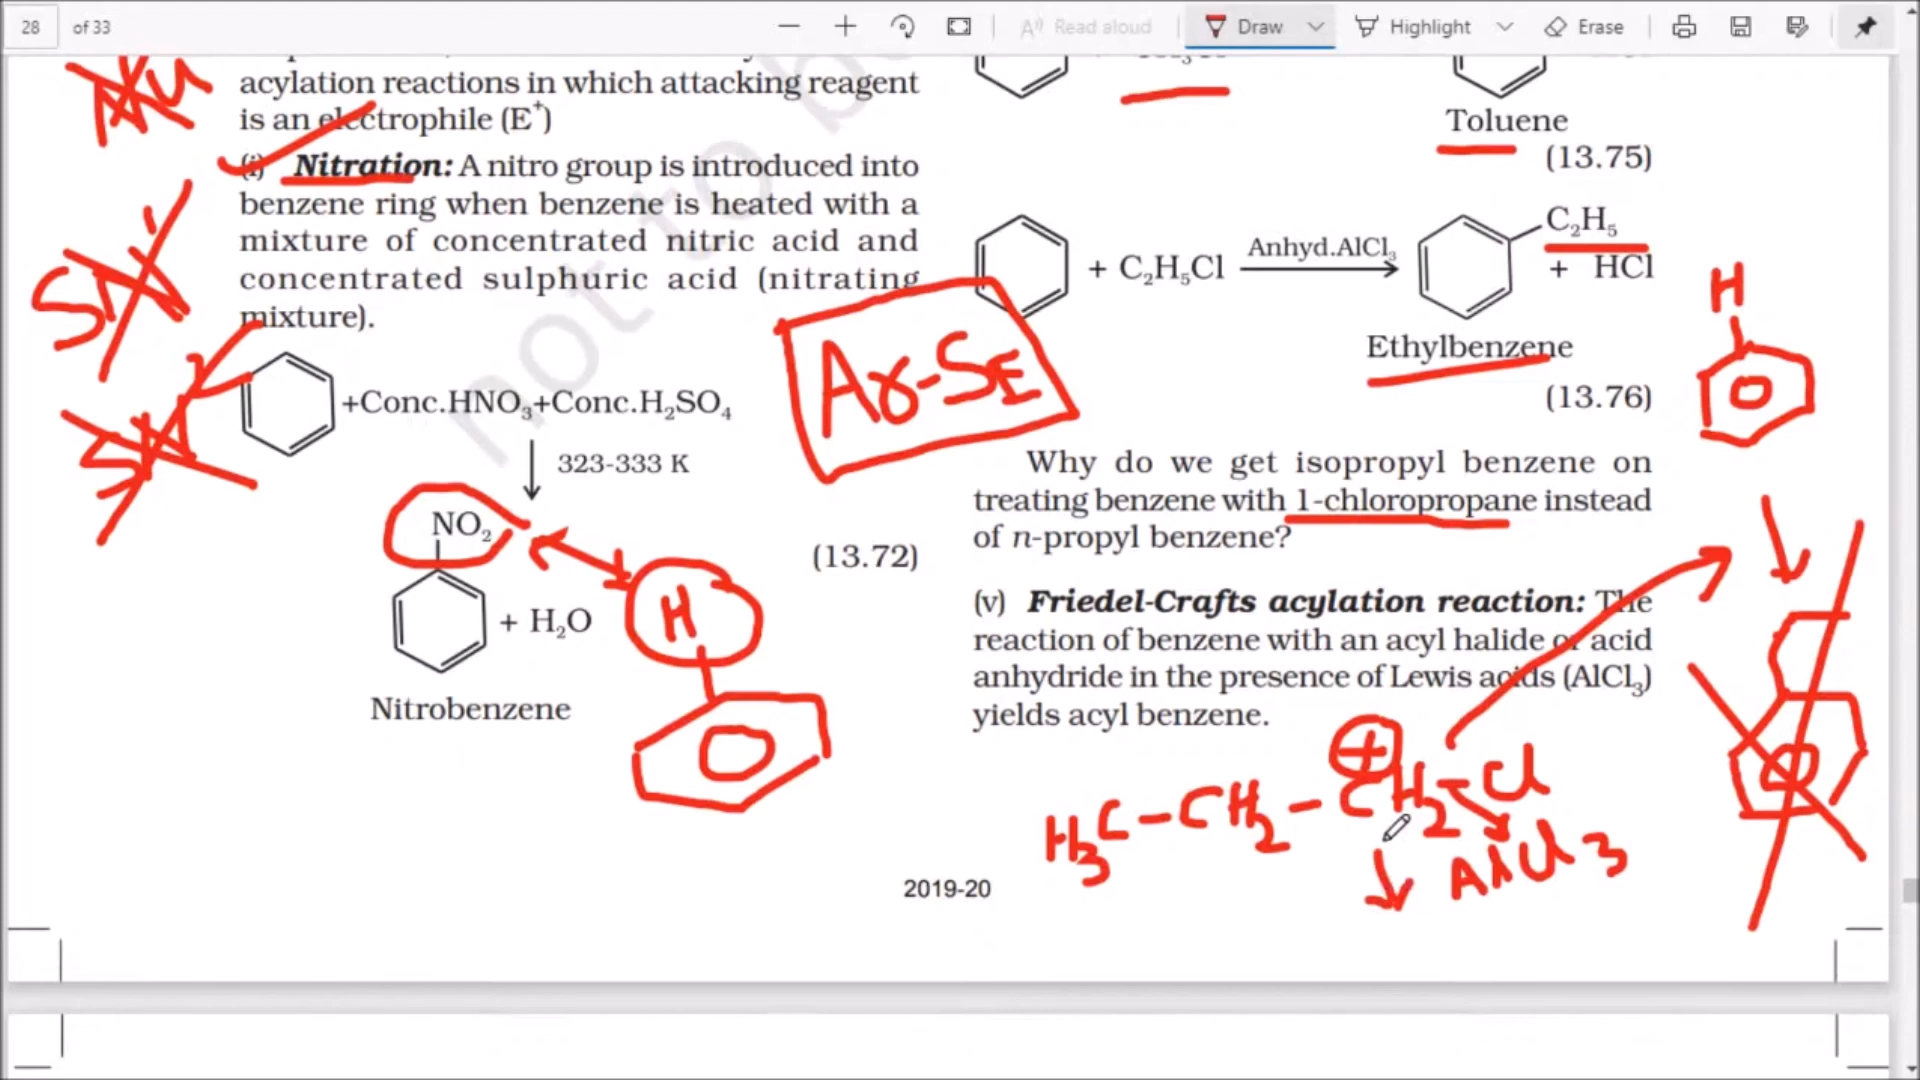 28 of 33
Read aloud
Draw
Highlight
Erase
acylation reactions in which attacking reagent
is an electrophile (E⁺)
(i) Nitration: A nitro group is introduced into
benzene ring when benzene is heated with a
mixture of concentrated nitric acid and
concentrated sulphuric acid (nitrating
mixture).
+Conc.HNO₃+Conc.H₂SO₄
323-333 K
NO₂
(13.72)
+ H₂O
Nitrobenzene
H
SN¹
SN²
Ar-SE
not to b
Toluene
(13.75)
+ C₂H₅Cl
Anhyd.AlCl₃
C₂H₅
+ HCl
Ethylbenzene
(13.76)
H
Why do we get isopropyl benzene on
treating benzene with 1-chloropropane instead
of n-propyl benzene?
(v) Friedel-Crafts acylation reaction: The
reaction of benzene with an acyl halide or acid
anhydride in the presence of Lewis acids (AlCl₃)
yields acyl benzene.
+
H₃C-CH₂-CH₂-Cl
AlCl₃
2019-20